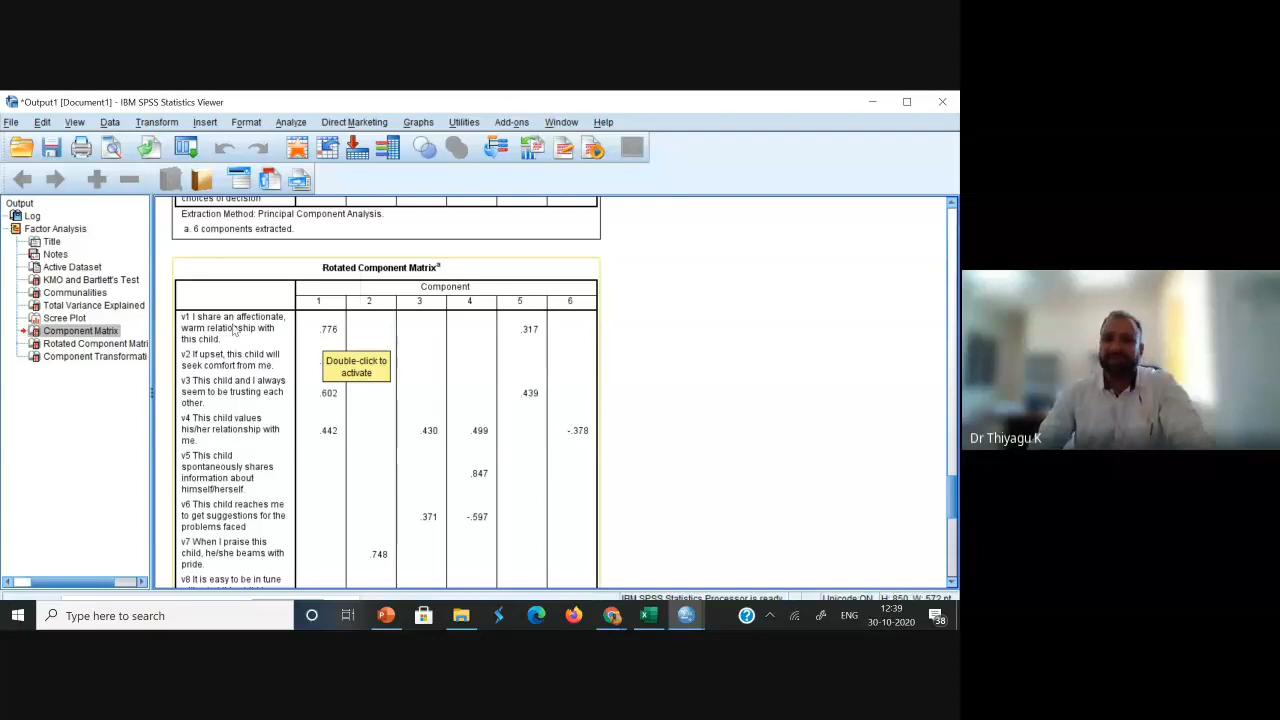 *Output1 [Document1] - IBM SPSS Statistics Viewer
File Edit View Data Transform Insert Format Analyze Direct Marketing Graphs Utilities Add-ons Window Help
Output
Log
Factor Analysis
Title
Notes
Active Dataset
KMO and Bartlett's Test
Communalities
Total Variance Explained
Scree Plot
Component Matrix
Rotated Component Matri
Component Transformati
choices of decision
Extraction Method: Principal Component Analysis.
a. 6 components extracted.
Rotated Component Matrixa
Component
1 2 3 4 5 6
v1 I share an affectionate,
warm relationship with
this child.
.776 .317
v2 If upset, this child will
seek comfort from me.
Double-click to
activate
v3 This child and I always
seem to be trusting each
other.
.602 .439
v4 This child values
his/her relationship with
me.
.442 .430 .499 -.378
v5 This child
spontaneously shares
information about
himself/herself.
.847
v6 This child reaches me
to get suggestions for the
problems faced
.371 -.597
v7 When I praise this
child, he/she beams with
pride.
.748
v8 It is easy to be in tune
IBM SPSS Statistics Processor is ready
Unicode:ON H: 850, W: 572 pt.
Type here to search
ENG
12:39
30-10-2020
38
Dr Thiyagu K